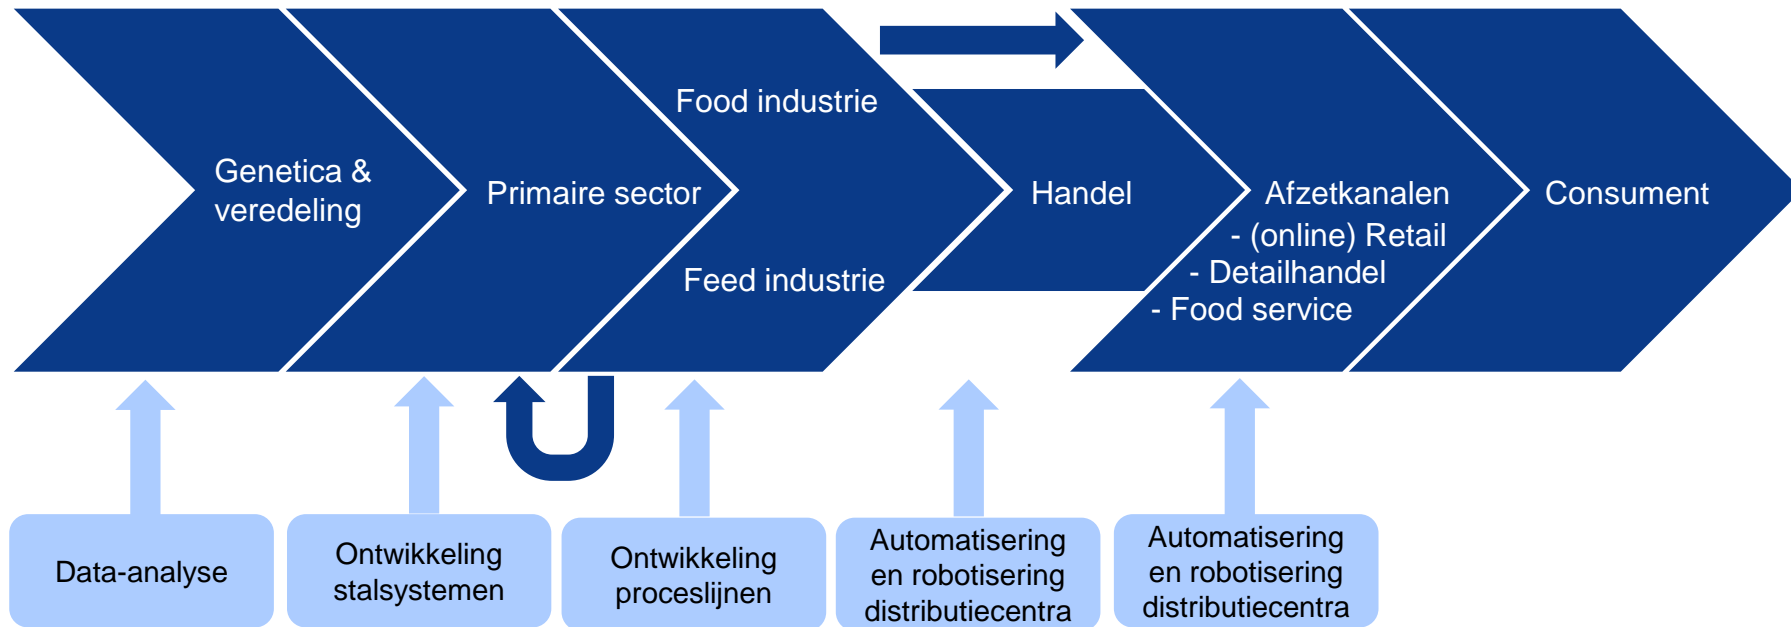 Genetica &
veredeling
Primaire sector
Food industrie
Feed industrie
Handel
Afzetkanalen
- (online) Retail
- Detailhandel
- Food service
Consument
Data-analyse
Ontwikkeling
stalsystemen
Ontwikkeling
proceslijnen
Automatisering
en robotisering
distributiecentra
Automatisering
en robotisering
distributiecentra